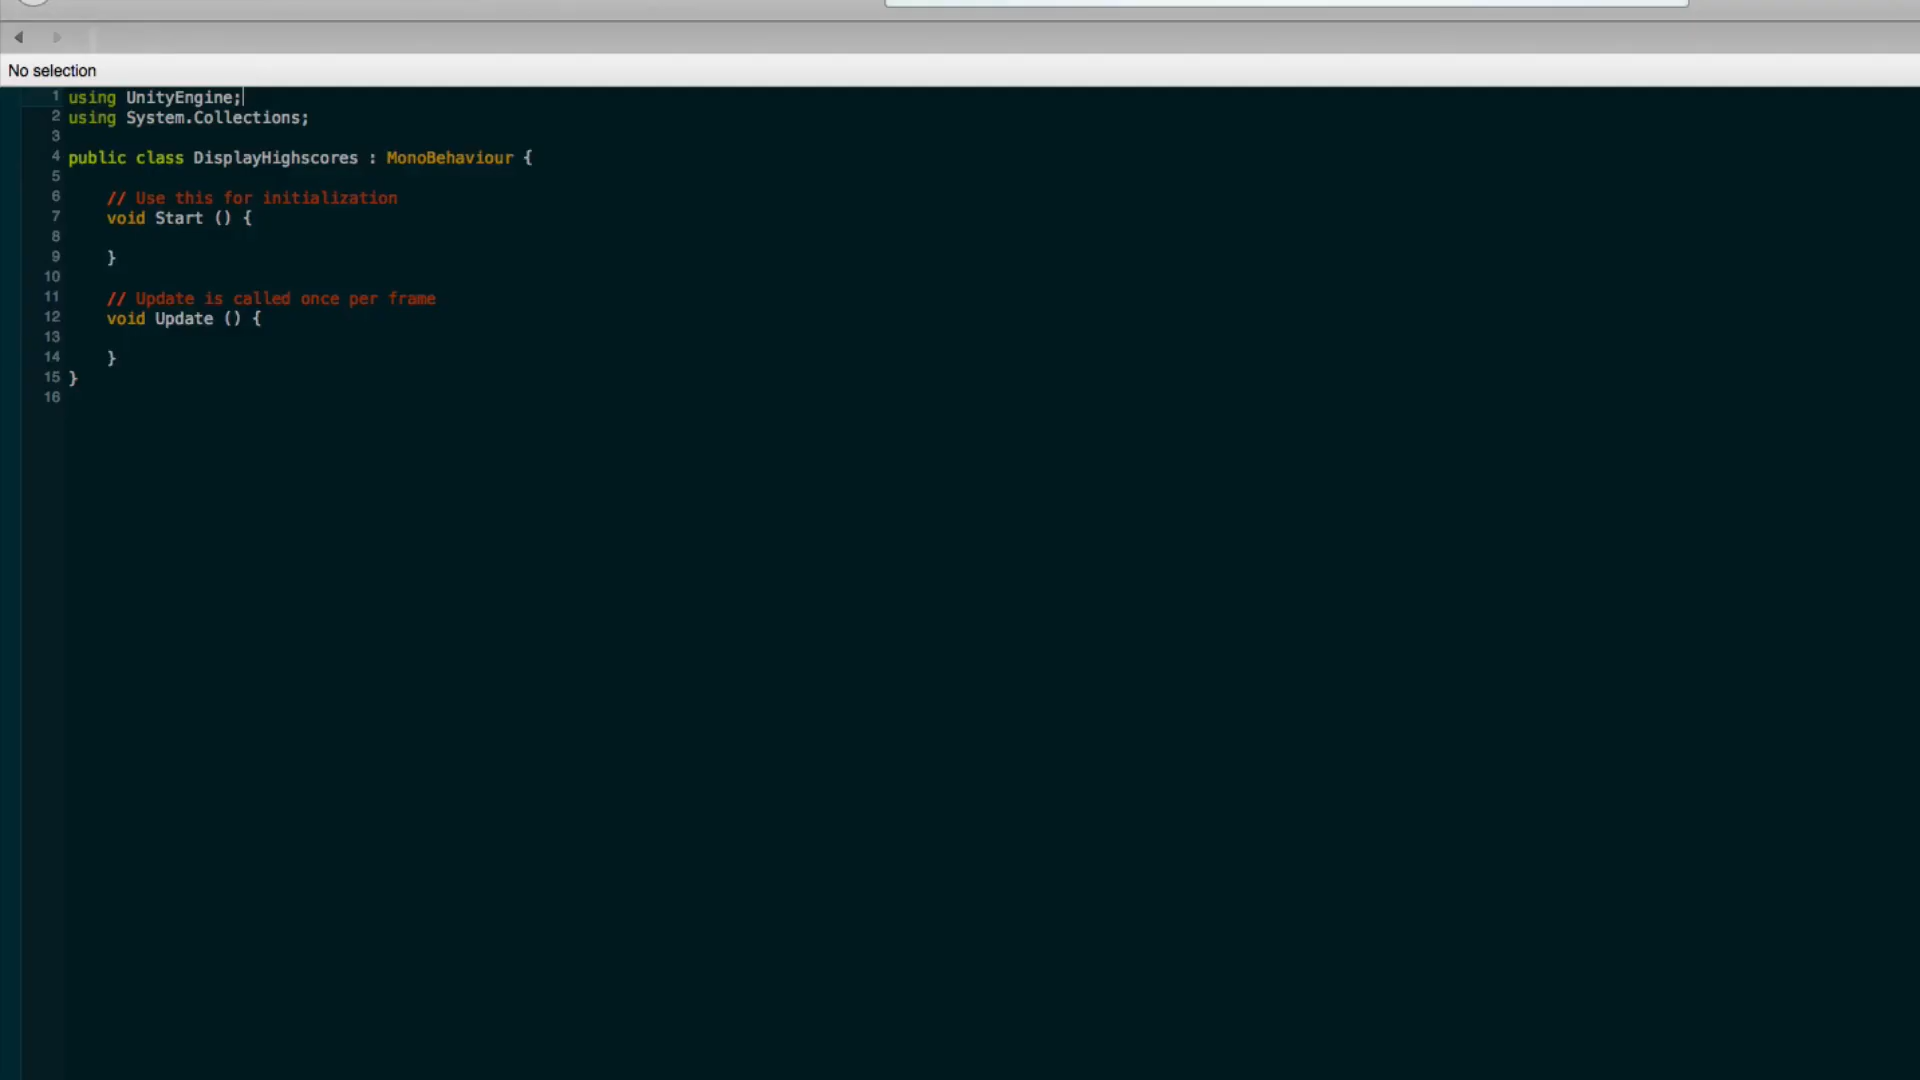 No selection
1 using UnityEngine;
2 using System.Collections;
3
4 public class DisplayHighscores : MonoBehaviour {
5
6 // Use this for initialization
7 void Start () {
8
9 }
10
11 // Update is called once per frame
12 void Update () {
13
14 }
15 }
16